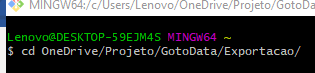 MINGW64:/c/Users/Lenovo/OneDrive/Projeto/GotoData
Lenovo@DESKTOP-59EJM4S MINGW64 ~
$ cd OneDrive/Projeto/GotoData/Exportacao/